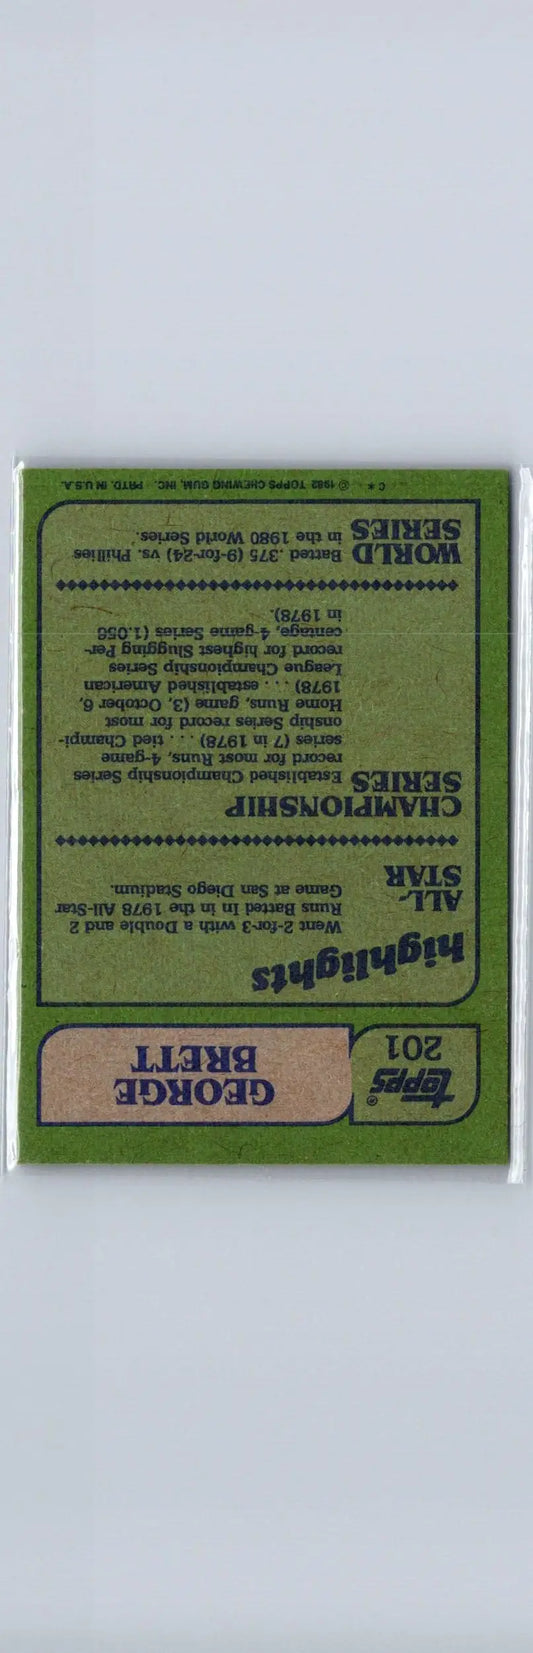 topps®
201
GEORGE
BRETT
highlights
ALL-
STAR
Went 2-for-3 with a Double and 2
Runs Batted In in the 1978 All-Star
Game at San Diego Stadium.
CHAMPIONSHIP
SERIES
Established Championship Series
record for most Runs, 4-game
series (7 in 1978) . . . tied Champi-
onship Series record for most
Home Runs, game (3, October 6,
1978) . . . established American
League Championship Series
record for highest Slugging Per-
centage, 4-game Series (1.056
in 1978).
WORLD
SERIES
Batted .375 (9-for-24) vs. Phillies
in the 1980 World Series.
C* © 1982 TOPPS CHEWING GUM, INC. PRTD. IN U.S.A.